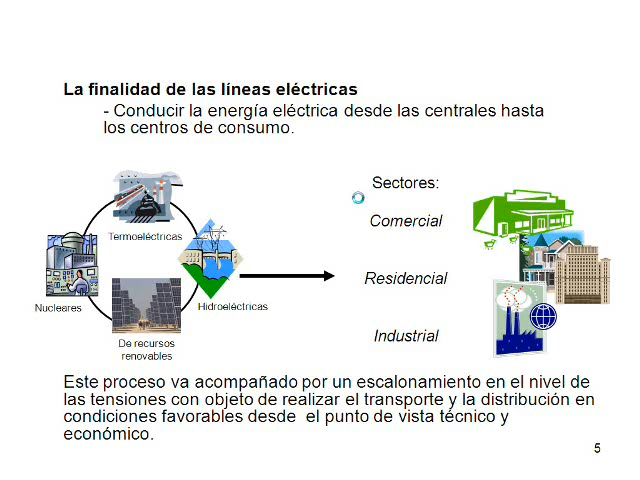 La finalidad de las líneas eléctricas
- Conducir la energía eléctrica desde las centrales hasta
los centros de consumo.
Termoeléctricas
Nucleares
Hidroeléctricas
De recursos
renovables
Sectores:
Comercial
Residencial
Industrial
Este proceso va acompañado por un escalonamiento en el nivel de
las tensiones con objeto de realizar el transporte y la distribución en
condiciones favorables desde  el punto de vista técnico y
económico.
5